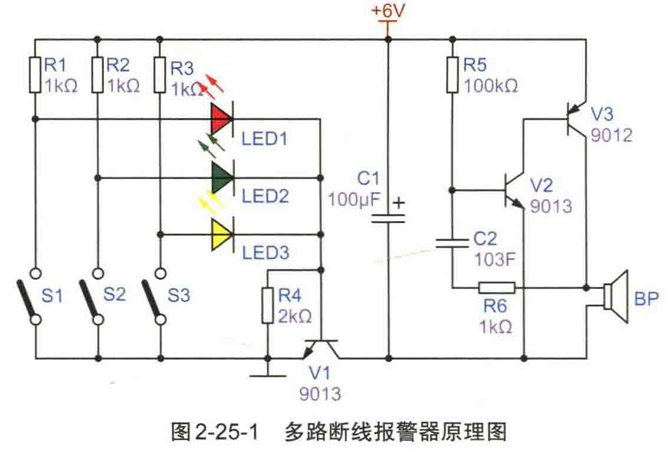 +6V
R1
1kΩ
R2
1kΩ
R3
1kΩ
R5
100kΩ
V3
9012
LED1
LED2
LED3
C1
100μF
+
V2
9013
C2
103F
S1
S2
S3
R4
2kΩ
R6
1kΩ
BP
V1
9013
图2-25-1 多路断线报警器原理图